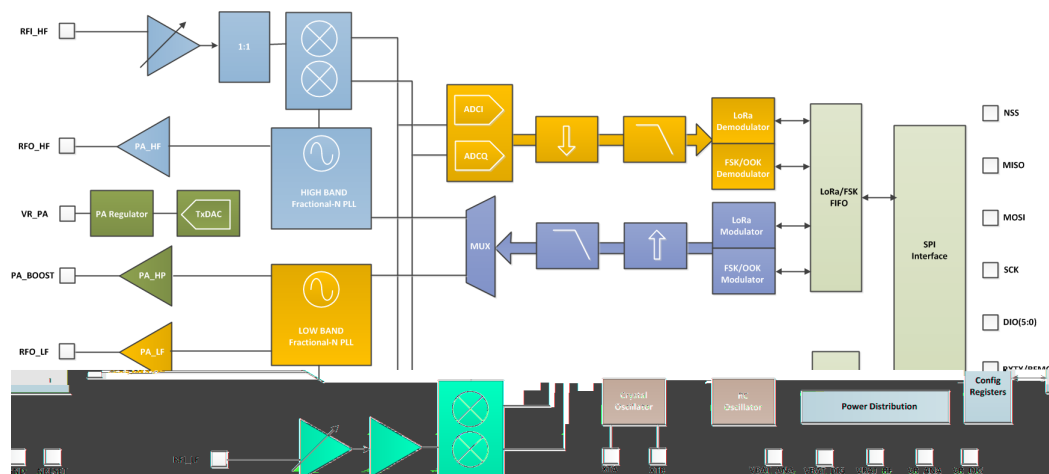 RFI_HF
1:1
RFO_HF
PA_HF
HIGH BAND
Fractional-N PLL
VR_PA
PA Regulator
TxDAC
PA_BOOST
PA_HP
LOW BAND
Fractional-N PLL
RFO_LF
PA_LF
ADCI
ADCQ
LoRa
Demodulator
FSK/OOK
Demodulator
MUX
LoRa
Modulator
FSK/OOK
Modulator
LoRa/FSK
FIFO
SPI
Interface
NSS
MISO
MOSI
SCK
DIO(5:0)
Crystal
Oscillator
Oscillator
Power Distribution
Config
Registers